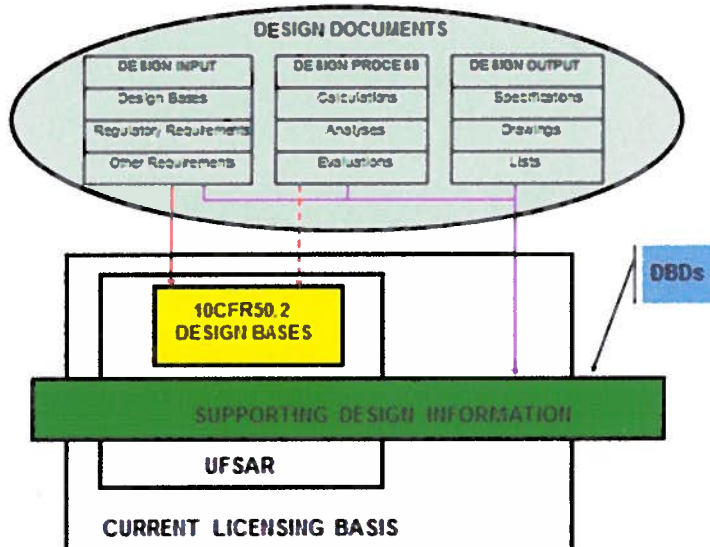 DESIGN DOCUMENTS
DESIGN INPUT
Design Bases
Regulatory Requirements
Other Requirements
DESIGN PROCESS
Calculations
Analyses
Evaluations
DESIGN OUTPUT
Specifications
Drawings
Lists
DBDs
10CFR50.2
DESIGN BASES
SUPPORTING DESIGN INFORMATION
UFSAR
CURRENT LICENSING BASIS